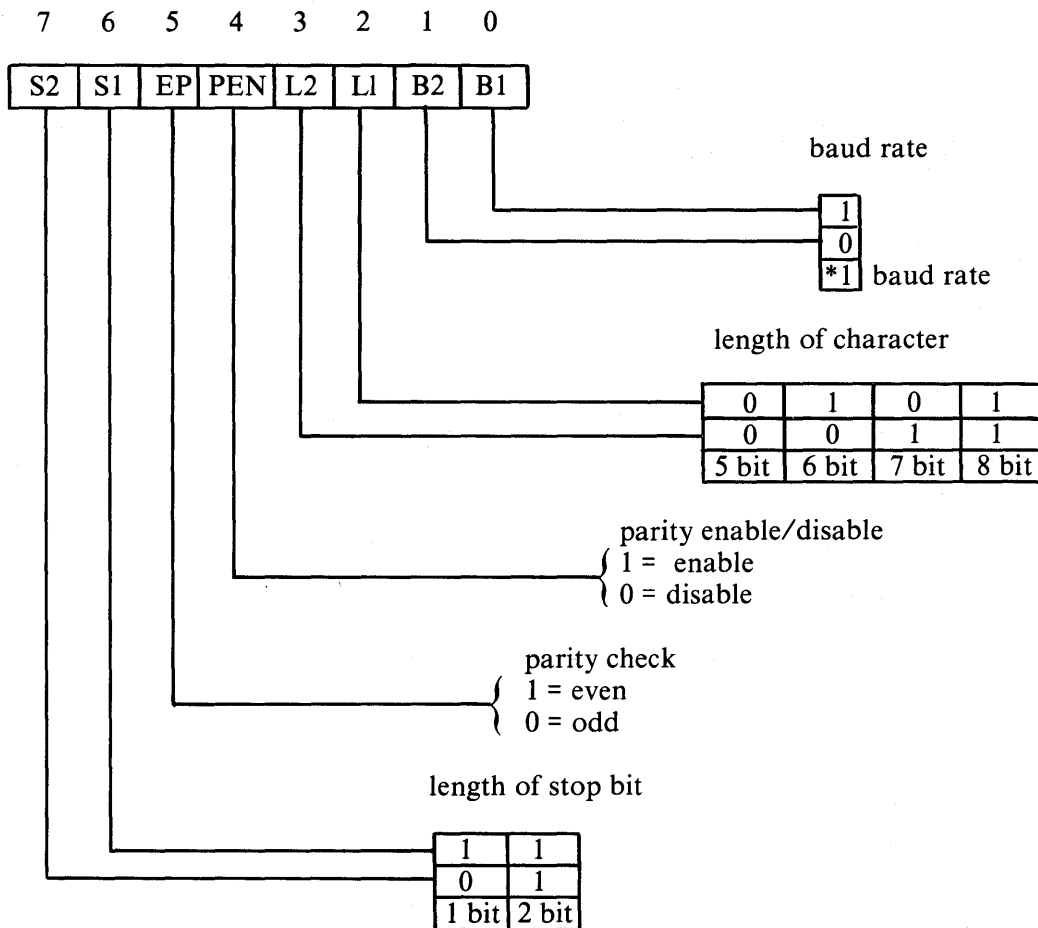 7 6 5 4 3 2 1 0
S2 S1 EP PEN L2 L1 B2 B1
baud rate
1
0
*1 baud rate
length of character
0 1 0 1
0 0 1 1
5 bit 6 bit 7 bit 8 bit
parity enable/disable
1 = enable
0 = disable
parity check
1 = even
0 = odd
length of stop bit
1 1
0 1
1 bit 2 bit